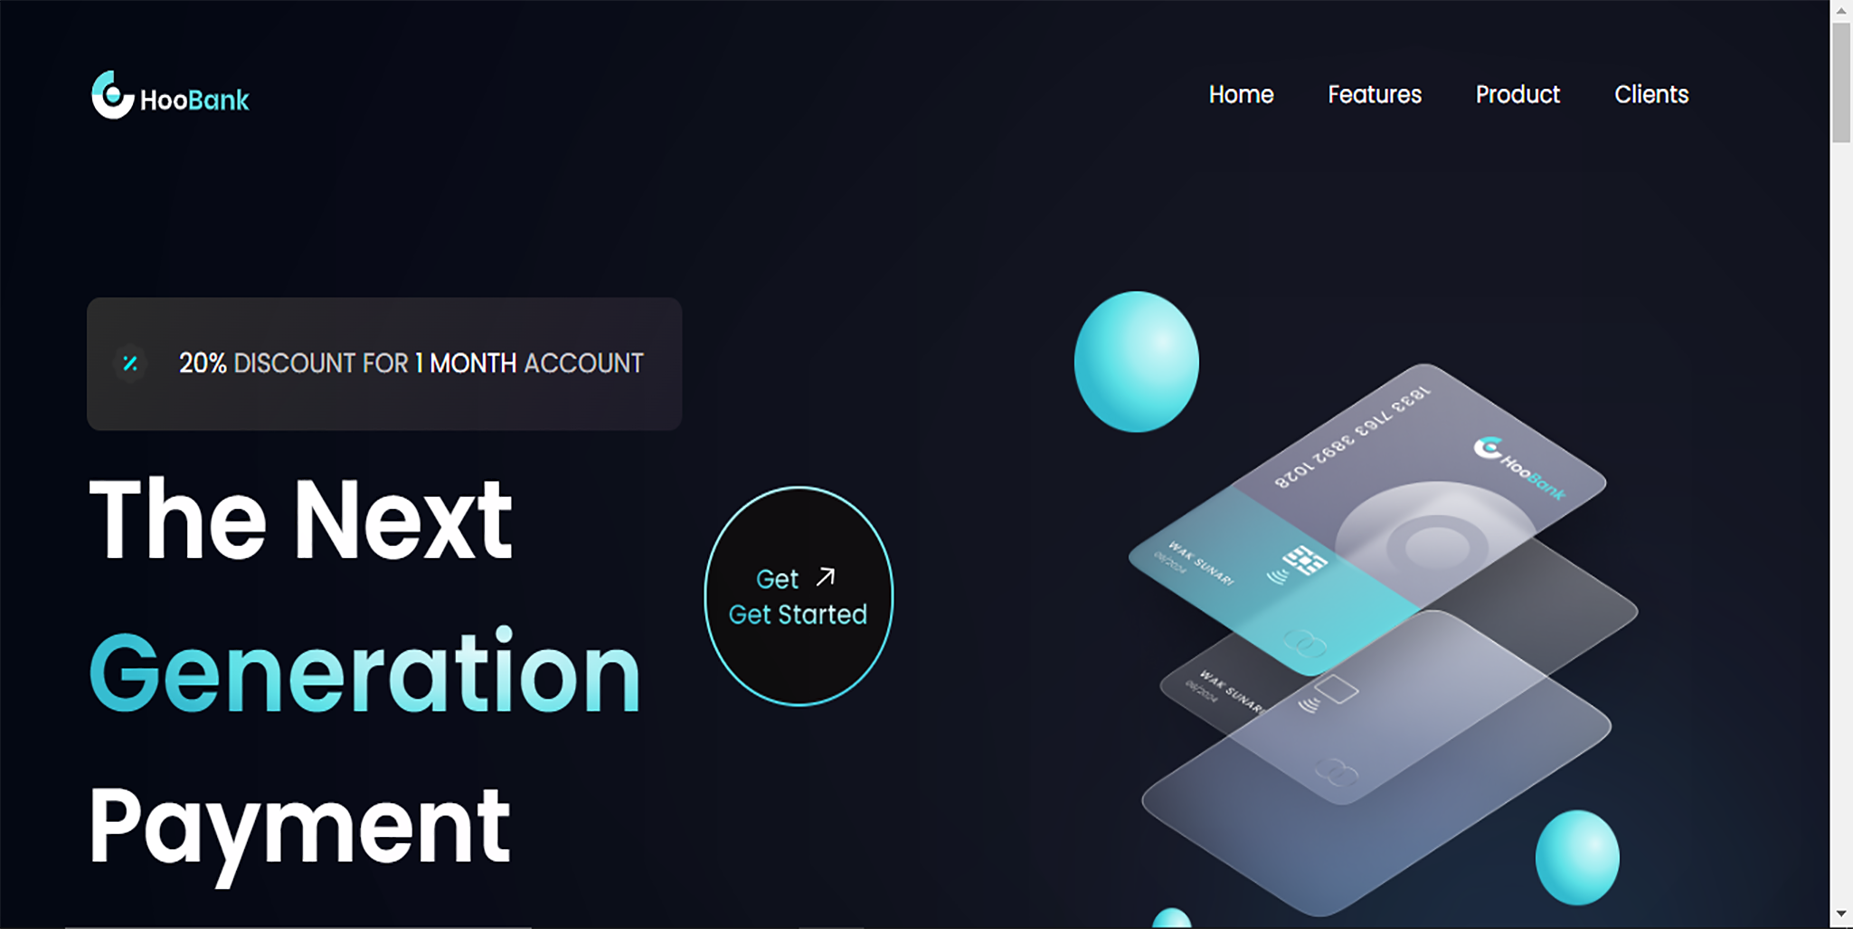 HooBank
Home Features Product Clients
20% DISCOUNT FOR 1 MONTH ACCOUNT
The Next
Generation
Payment
Get
Get Started
1833 7163 3892 1028
HooBank
WAK SUNARI
06/2024
WAK SUNARI
06/2024